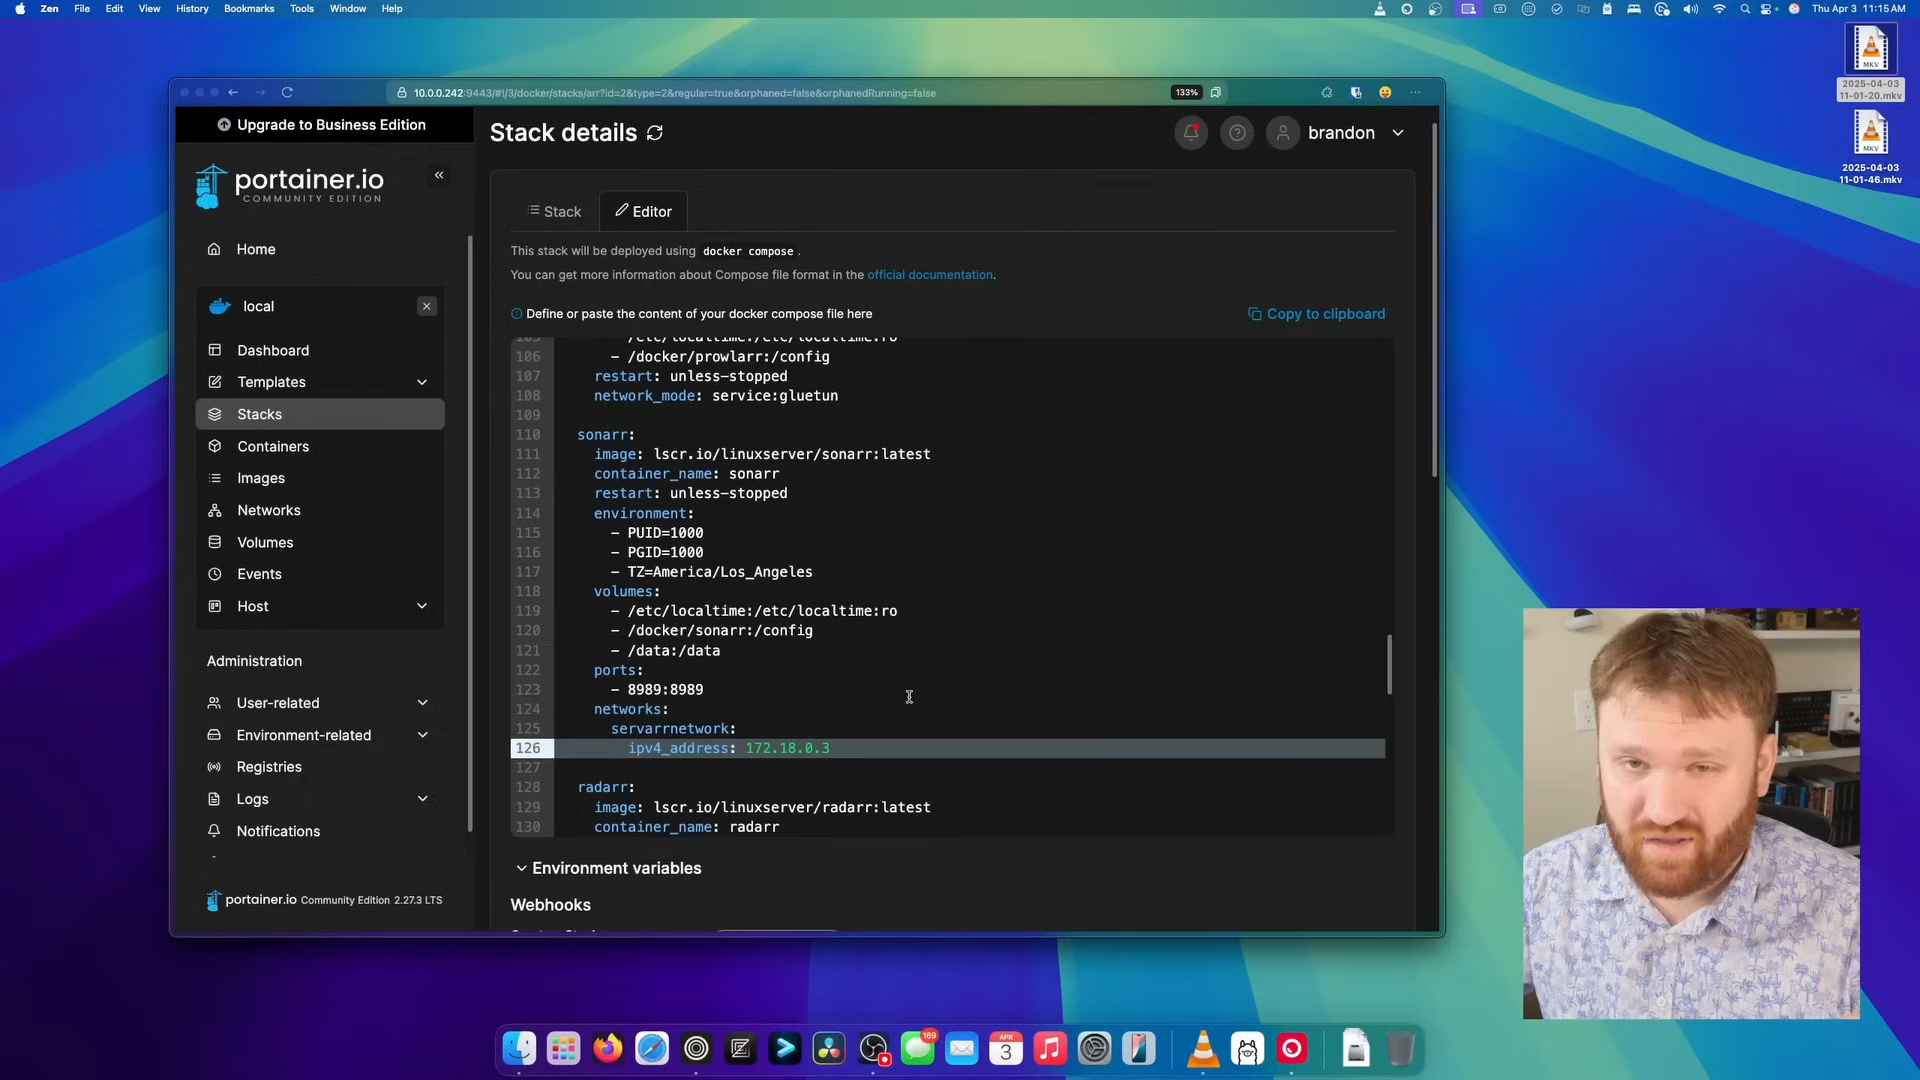 Zen File Edit View History Bookmarks Tools Window Help
Thu Apr 3 11:15 AM
MKV
2025-04-03
11-01-20.mkv
MKV
2025-04-03
11-01-46.mkv
10.0.0.242:9443/#!/3/docker/stacks/arr?id=2&type=2&regular=true&orphaned=false&orphanedRunning=false
133%
Upgrade to Business Edition
portainer.io
COMMUNITY EDITION
Home
local
Dashboard
Templates
Stacks
Containers
Images
Networks
Volumes
Events
Host
Administration
User-related
Environment-related
Registries
Logs
Notifications
portainer.io Community Edition 2.27.3 LTS
Stack details
brandon
Stack
Editor
This stack will be deployed using docker compose .
You can get more information about Compose file format in the official documentation.
Define or paste the content of your docker compose file here
Copy to clipboard
105 - /etc/localtime:/etc/localtime:ro
106 - /docker/prowlarr:/config
107 restart: unless-stopped
108 network_mode: service:gluetun
109
110 sonarr:
111 image: lscr.io/linuxserver/sonarr:latest
112 container_name: sonarr
113 restart: unless-stopped
114 environment:
115 - PUID=1000
116 - PGID=1000
117 - TZ=America/Los_Angeles
118 volumes:
119 - /etc/localtime:/etc/localtime:ro
120 - /docker/sonarr:/config
121 - /data:/data
122 ports:
123 - 8989:8989
124 networks:
125 servarrnetwork:
126 ipv4_address: 172.18.0.3
127
128 radarr:
129 image: lscr.io/linuxserver/radarr:latest
130 container_name: radarr
Environment variables
Webhooks
169
APR
3